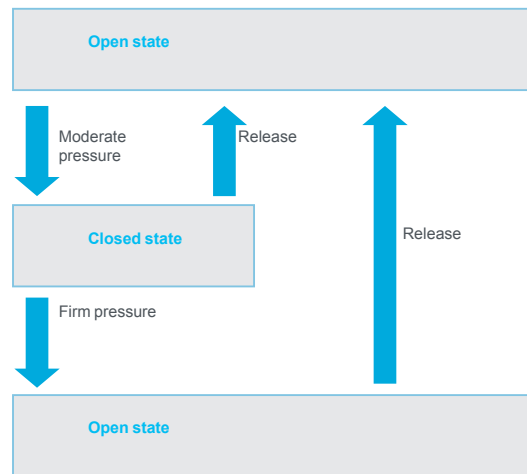 Open state
Moderate
pressure
Release
Closed state
Release
Firm pressure
Open state